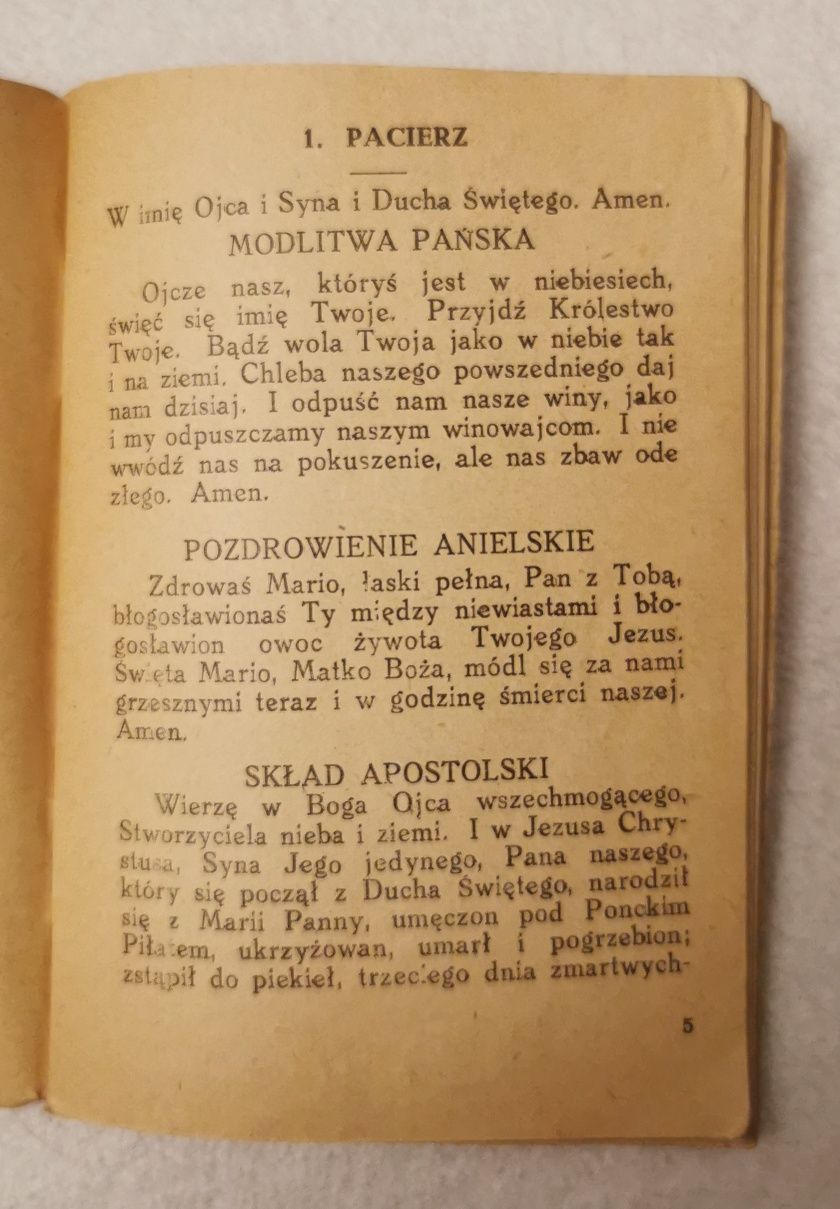 1. PACIERZ
W imię Ojca i Syna i Ducha Świętego. Amen.
MODLITWA PAŃSKA
Ojcze nasz, któryś jest w niebiesiech,
święć się imię Twoje. Przyjdź Królestwo
Twoje. Bądź wola Twoja jako w niebie tak
i na ziemi. Chleba naszego powszedniego daj
nam dzisiaj. I odpuść nam nasze winy, jako
i my odpuszczamy naszym winowajcom. I nie
wwódź nas na pokuszenie, ale nas zbaw ode
złego. Amen.
POZDROWIENIE ANIELSKIE
Zdrowaś Mario, łaski pełna, Pan z Tobą,
błogosławionaś Ty między niewiastami i bło-
gosławion owoc żywota Twojego Jezus.
Święta Mario, Matko Boża, módl się za nami
grzesznymi teraz i w godzinę śmierci naszej.
Amen.
SKŁAD APOSTOLSKI
Wierzę w Boga Ojca wszechmogącego,
Stworzyciela nieba i ziemi. I w Jezusa Chry-
stusa, Syna Jego jedynego, Pana naszego,
który się począł z Ducha Świętego, narodził
się z Marii Panny, umęczon pod Ponckim
Piłatem, ukrzyżowan, umarł i pogrzebion;
zstąpił do piekieł, trzeciego dnia zmartwych-
5